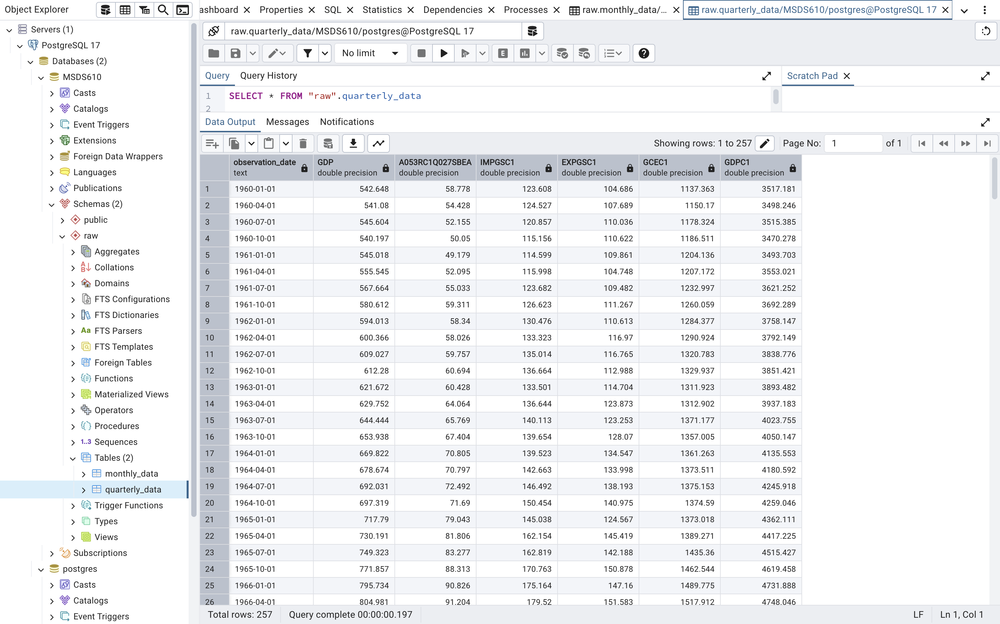 Object Explorer
ashboard
Properties
SQL
Statistics
Dependencies
Processes
raw.monthly_data/...
raw.quarterly_data/MSDS610/postgres@PostgreSQL 17
Servers (1)
PostgreSQL 17
Databases (2)
MSDS610
Casts
Catalogs
Event Triggers
Extensions
Foreign Data Wrappers
Languages
Publications
Schemas (2)
public
raw
Aggregates
Collations
Domains
FTS Configurations
FTS Dictionaries
Aa FTS Parsers
FTS Templates
Foreign Tables
Functions
Materialized Views
Operators
Procedures
1..3 Sequences
Tables (2)
monthly_data
quarterly_data
Trigger Functions
Types
Views
Subscriptions
postgres
Casts
Catalogs
Event Triggers
raw.quarterly_data/MSDS610/postgres@PostgreSQL 17
No limit
E
Query
Query History
Scratch Pad
1 SELECT * FROM "raw".quarterly_data
2
Data Output
Messages
Notifications
Showing rows: 1 to 257
Page No: 1 of 1
observation_date GDP A053RC1Q027SBEA IMPGSC1 EXPGSC1 GCEC1 GDPC1
text double precision double precision double precision double precision double precision double precision
1 1960-01-01 542.648 58.778 123.608 104.686 1137.363 3517.181
2 1960-04-01 541.08 54.428 124.527 107.689 1150.17 3498.246
3 1960-07-01 545.604 52.155 120.857 110.036 1178.324 3515.385
4 1960-10-01 540.197 50.05 115.156 110.622 1186.511 3470.278
5 1961-01-01 545.018 49.179 114.599 109.861 1204.136 3493.703
6 1961-04-01 555.545 52.095 115.998 104.748 1207.172 3553.021
7 1961-07-01 567.664 55.033 123.682 109.482 1232.997 3621.252
8 1961-10-01 580.612 59.311 126.623 111.267 1260.059 3692.289
9 1962-01-01 594.013 58.34 130.476 110.613 1284.377 3758.147
10 1962-04-01 600.366 58.026 133.323 116.97 1290.924 3792.149
11 1962-07-01 609.027 59.757 135.014 116.765 1320.783 3838.776
12 1962-10-01 612.28 60.694 136.664 112.988 1329.937 3851.421
13 1963-01-01 621.672 60.428 133.501 114.704 1311.923 3893.482
14 1963-04-01 629.752 64.064 136.644 123.873 1312.902 3937.183
15 1963-07-01 644.444 65.769 140.113 123.253 1371.177 4023.755
16 1963-10-01 653.938 67.404 139.654 128.07 1357.005 4050.147
17 1964-01-01 669.822 70.805 139.523 134.547 1361.263 4135.553
18 1964-04-01 678.674 70.797 142.663 133.998 1373.511 4180.592
19 1964-07-01 692.031 72.492 146.492 138.193 1375.153 4245.918
20 1964-10-01 697.319 71.69 150.454 140.975 1374.59 4259.046
21 1965-01-01 717.79 79.043 145.038 124.567 1373.018 4362.111
22 1965-04-01 730.191 81.806 162.154 145.419 1389.271 4417.225
23 1965-07-01 749.323 83.277 162.819 142.188 1435.36 4515.427
24 1965-10-01 771.857 88.313 170.763 150.878 1462.544 4619.458
25 1966-01-01 795.734 90.826 175.164 147.16 1489.775 4731.888
26 1966-04-01 804.981 91.204 179.52 151.583 1517.912 4748.046
Total rows: 257
Query complete 00:00:00.197
LF
Ln 1, Col 1